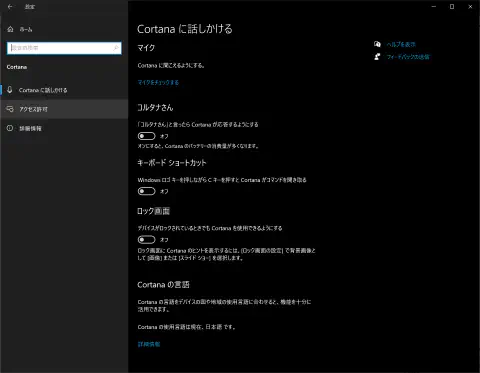 設定
ホーム
設定の検索
Cortana
Cortana に話しかける
アクセス許可
詳細情報
Cortana に話しかける
マイク
Cortana に聞こえるようにする。
マイクをチェックする
コルタナさん
「コルタナさん」と言ったら Cortana が応答するようにする
オフ
オンにすると、Cortana のバッテリーの消費量が多くなります。
キーボード ショートカット
Windows ロゴ キーを押しながら C キーを押すと Cortana がコマンドを聞き取る
オフ
ロック画面
デバイスがロックされているときでも Cortana を使用できるようにする
オフ
ロック画面に Cortana のヒントを表示するには、[ロック画面の設定] で背景画像と
して [画像] または [スライド ショー] を選択します。
Cortana の言語
Cortana の言語をデバイスの国や地域の使用言語に合わせると、機能を十分に
活用できます。
Cortana の使用言語は現在、日本語 です。
詳細情報
ヘルプを表示
フィードバックの送信